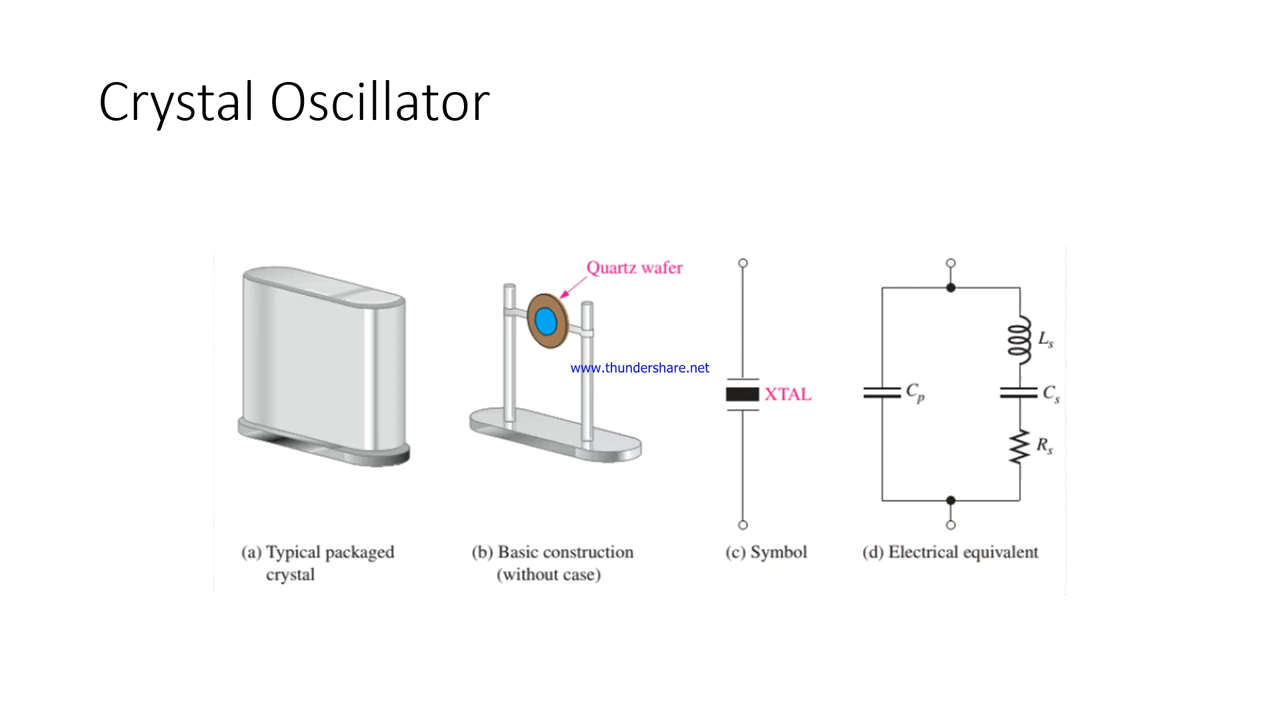 Crystal Oscillator
Quartz wafer
www.thundershare.net
XTAL
Cp
Ls
Cs
Rs
(a) Typical packaged
crystal
(b) Basic construction
(without case)
(c) Symbol
(d) Electrical equivalent